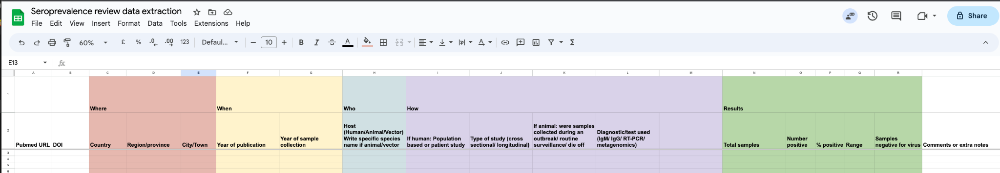 Seroprevalence review data extraction
File Edit View Insert Format Data Tools Extensions Help
Share
60% £ % .0 .00 123 Defaul... 10 B I A A Σ
E13 fx
A B C D E F G H I J K L M N O P Q R
1
Where When Who How Results
2
Pubmed URL
DOI
Country
Region/province
City/Town
Year of publication
Year of sample
collection
Host
(Human/Animal/Vector)
Write specific species
name if animal/vector
If human: Population
based or patient study
Type of study (cross
sectional/ longitudinal)
If animal: were samples
collected during an
outbreak/ routine
surveillance/ die off
Diagnostic/test used
(IgM/ IgG/ RT-PCR/
metagenomics)
Total samples
Number
positive
% positive
Range
Samples
negative for virus
Comments or extra notes
3
4
5
6